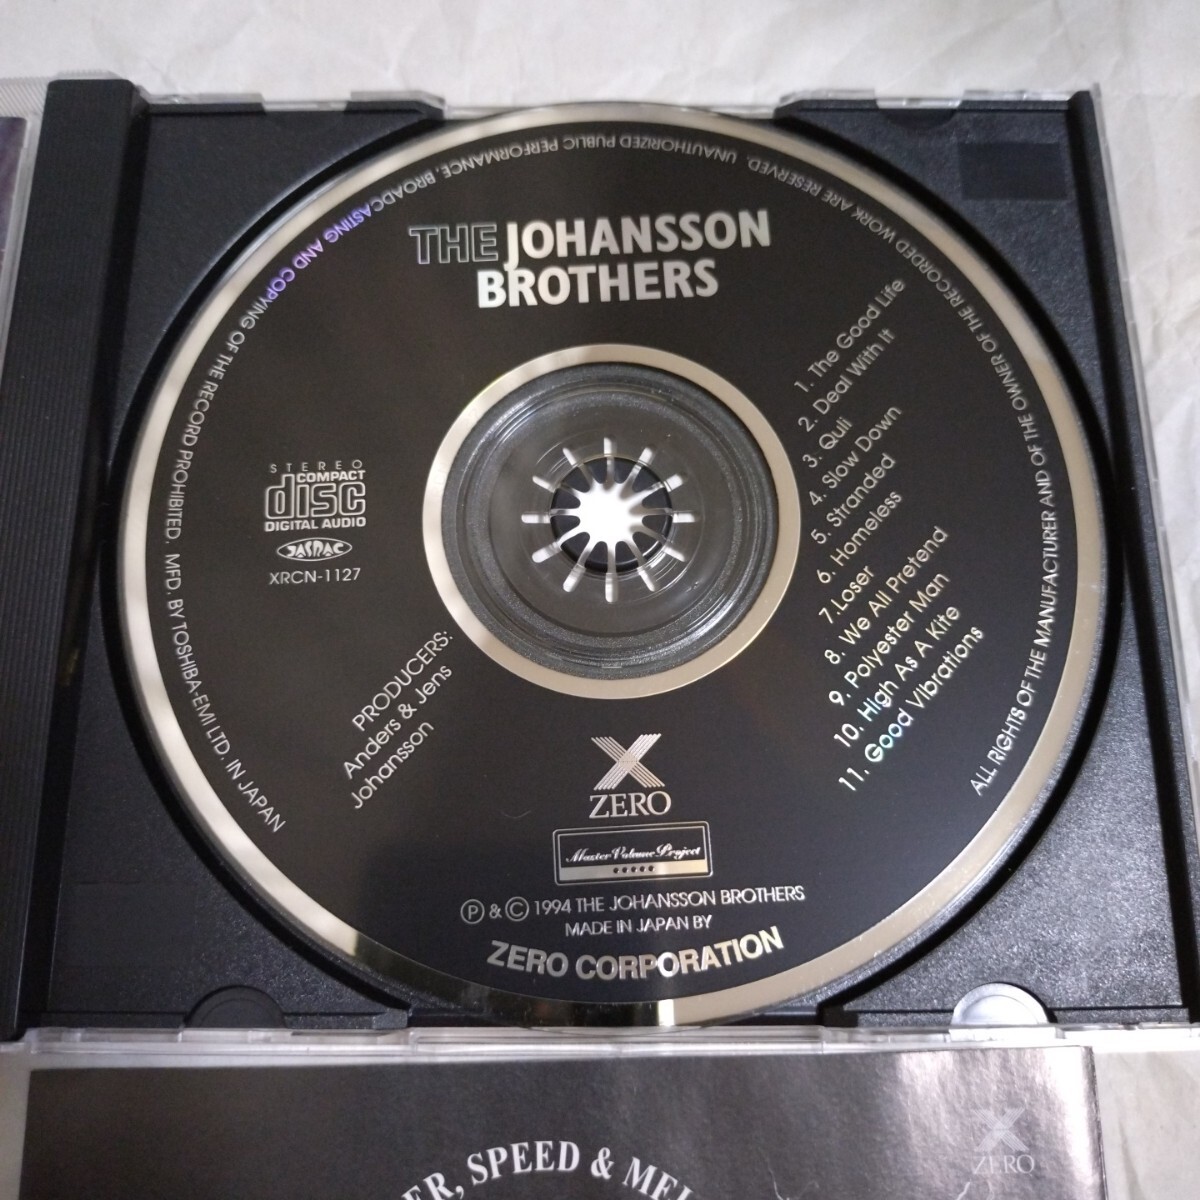 THE JOHANSSON
BROTHERS
1. The Good Life
2. Deal With It
3. Quii
4. Slow Down
5. Stranded
6. Homeless
7. Loser
8. We All Pretend
9. Polyester Man
10. High As A Kite
11. Good Vibrations
STEREO
COMPACT
disc
DIGITAL AUDIO
JASRAC
XRCN-1127
PRODUCERS:
Anders & Jens
Johansson
ZERO
Master Volume Project
★★★★★
Ⓟ & © 1994 THE JOHANSSON BROTHERS
MADE IN JAPAN BY
ZERO CORPORATION
ALL RIGHTS OF THE MANUFACTURER AND OF THE OWNER OF THE RECORDED WORK ARE RESERVED. UNAUTHORIZED PUBLIC PERFORMANCE, BROADCASTING AND COPYING OF THE RECORD PROHIBITED. MFD. BY TOSHIBA-EMI LTD. IN JAPAN
SPEED &
ZERO